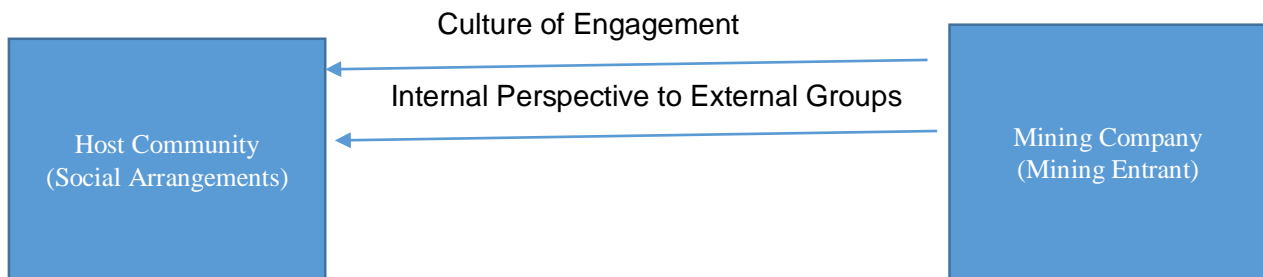 Culture of Engagement
Internal Perspective to External Groups
Host Community
(Social Arrangements)
Mining Company
(Mining Entrant)